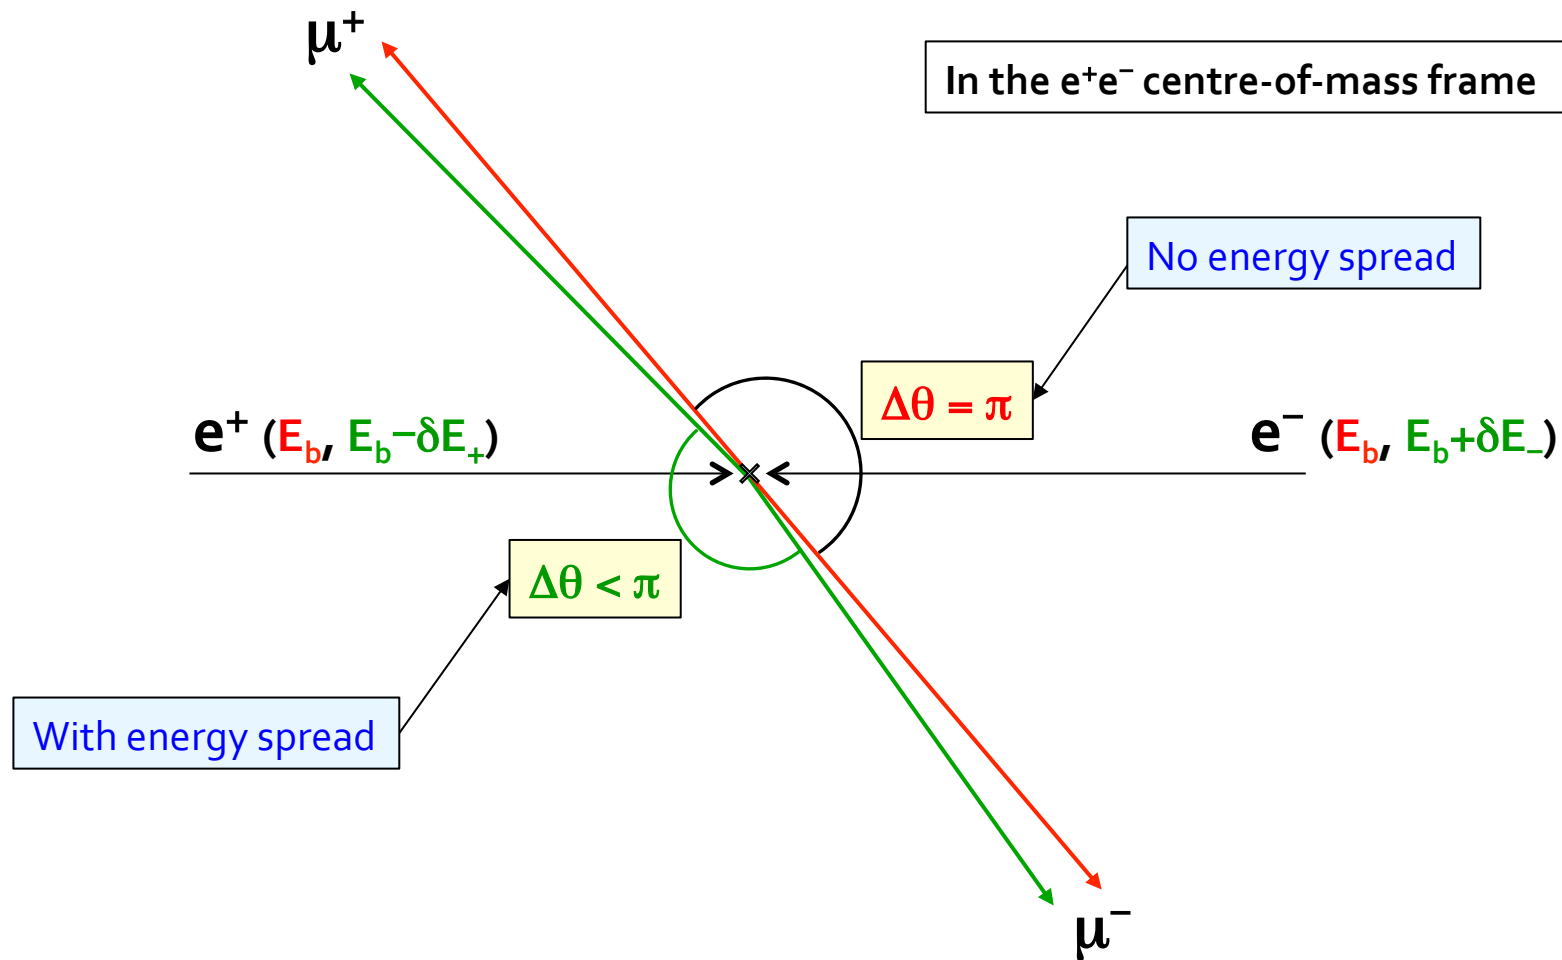 μ⁺
In the e⁺e⁻ centre-of-mass frame
No energy spread
Δθ = π
e⁺ (E_b, E_b−δE₊)
e⁻ (E_b, E_b+δE₋)
Δθ < π
With energy spread
μ⁻